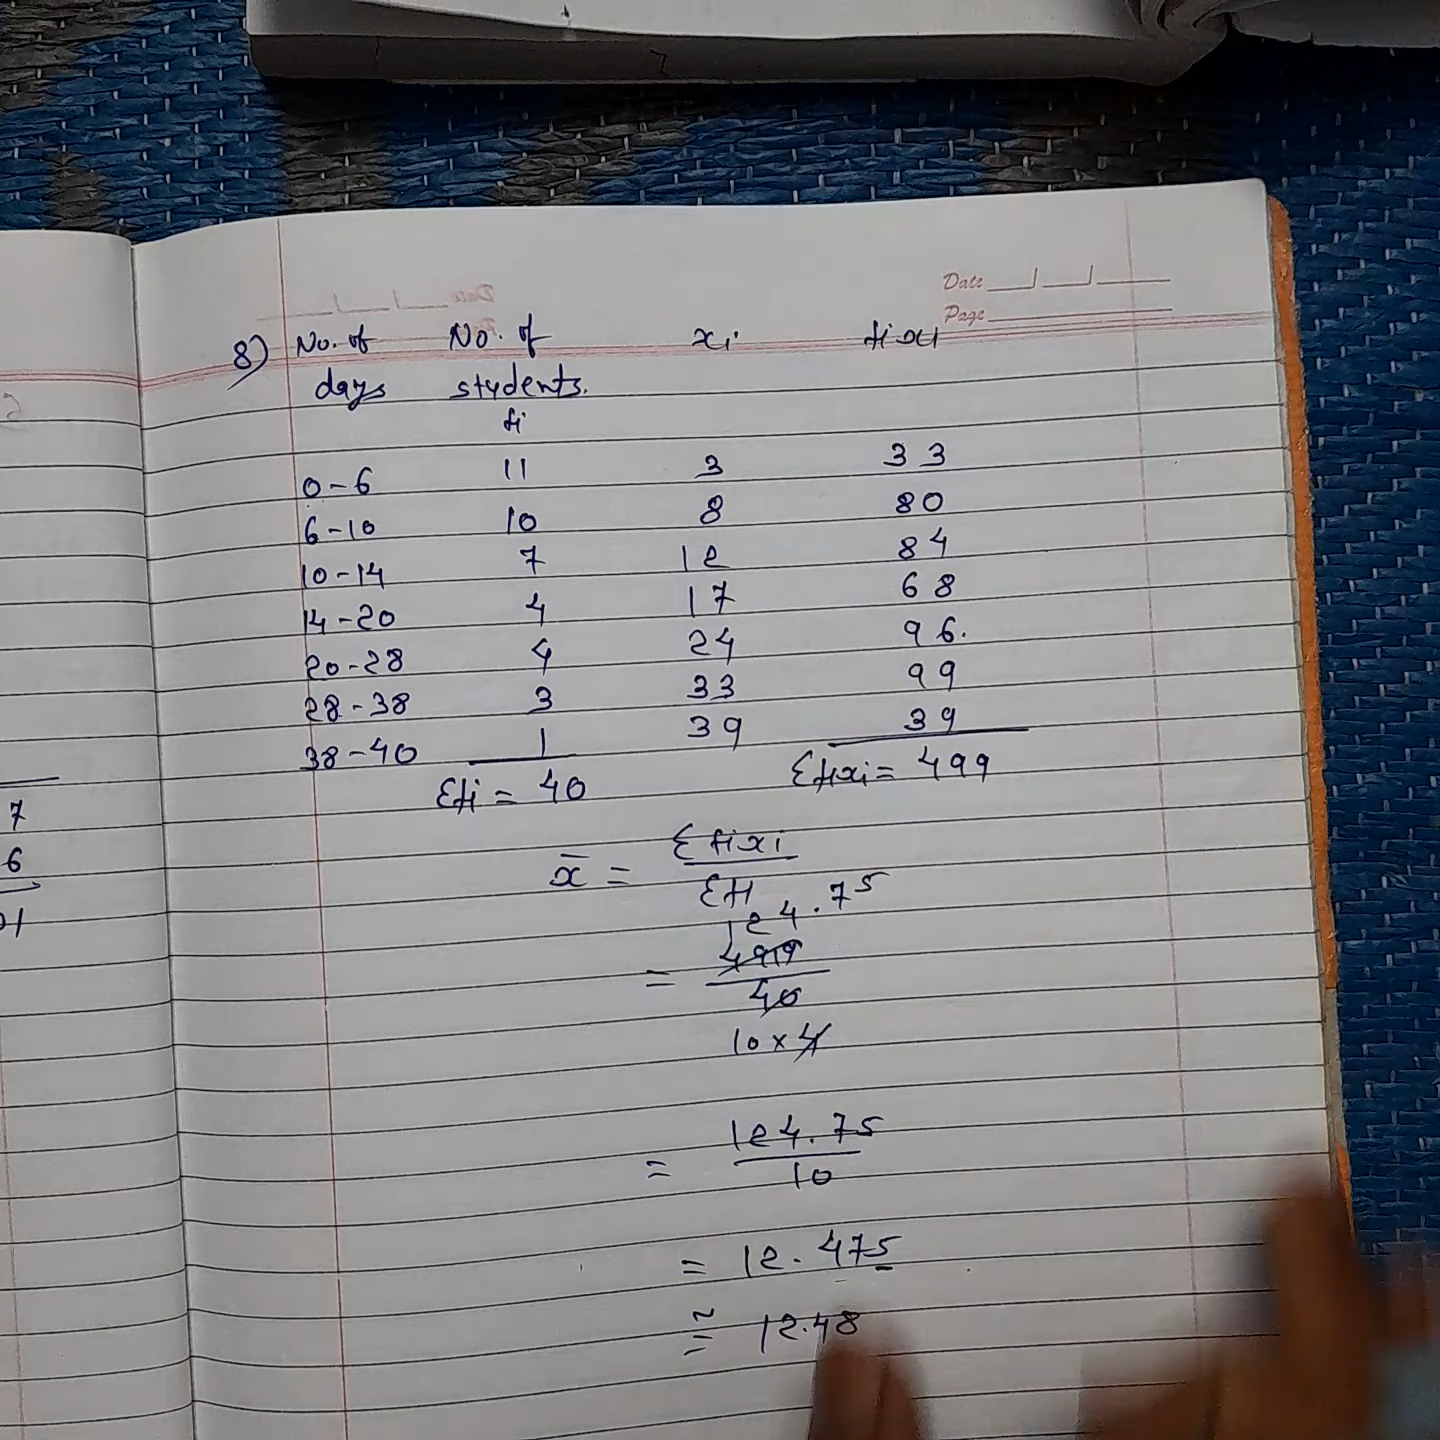 Date
Page
8) No. of No. of xi fixi
days students.
fi
0-6 11 3 33
6-10 10 8 80
10-14 7 12 84
14-20 4 17 68
20-28 4 24 96.
28-38 3 33 99
38-40 1 39 39
Σfi = 40 Σfixi = 499
7
6
x̄ = Σfixi
Σfi
124.75
= 499
40
10 x 4
= 124.75
10
= 12.475
≅ 12.48